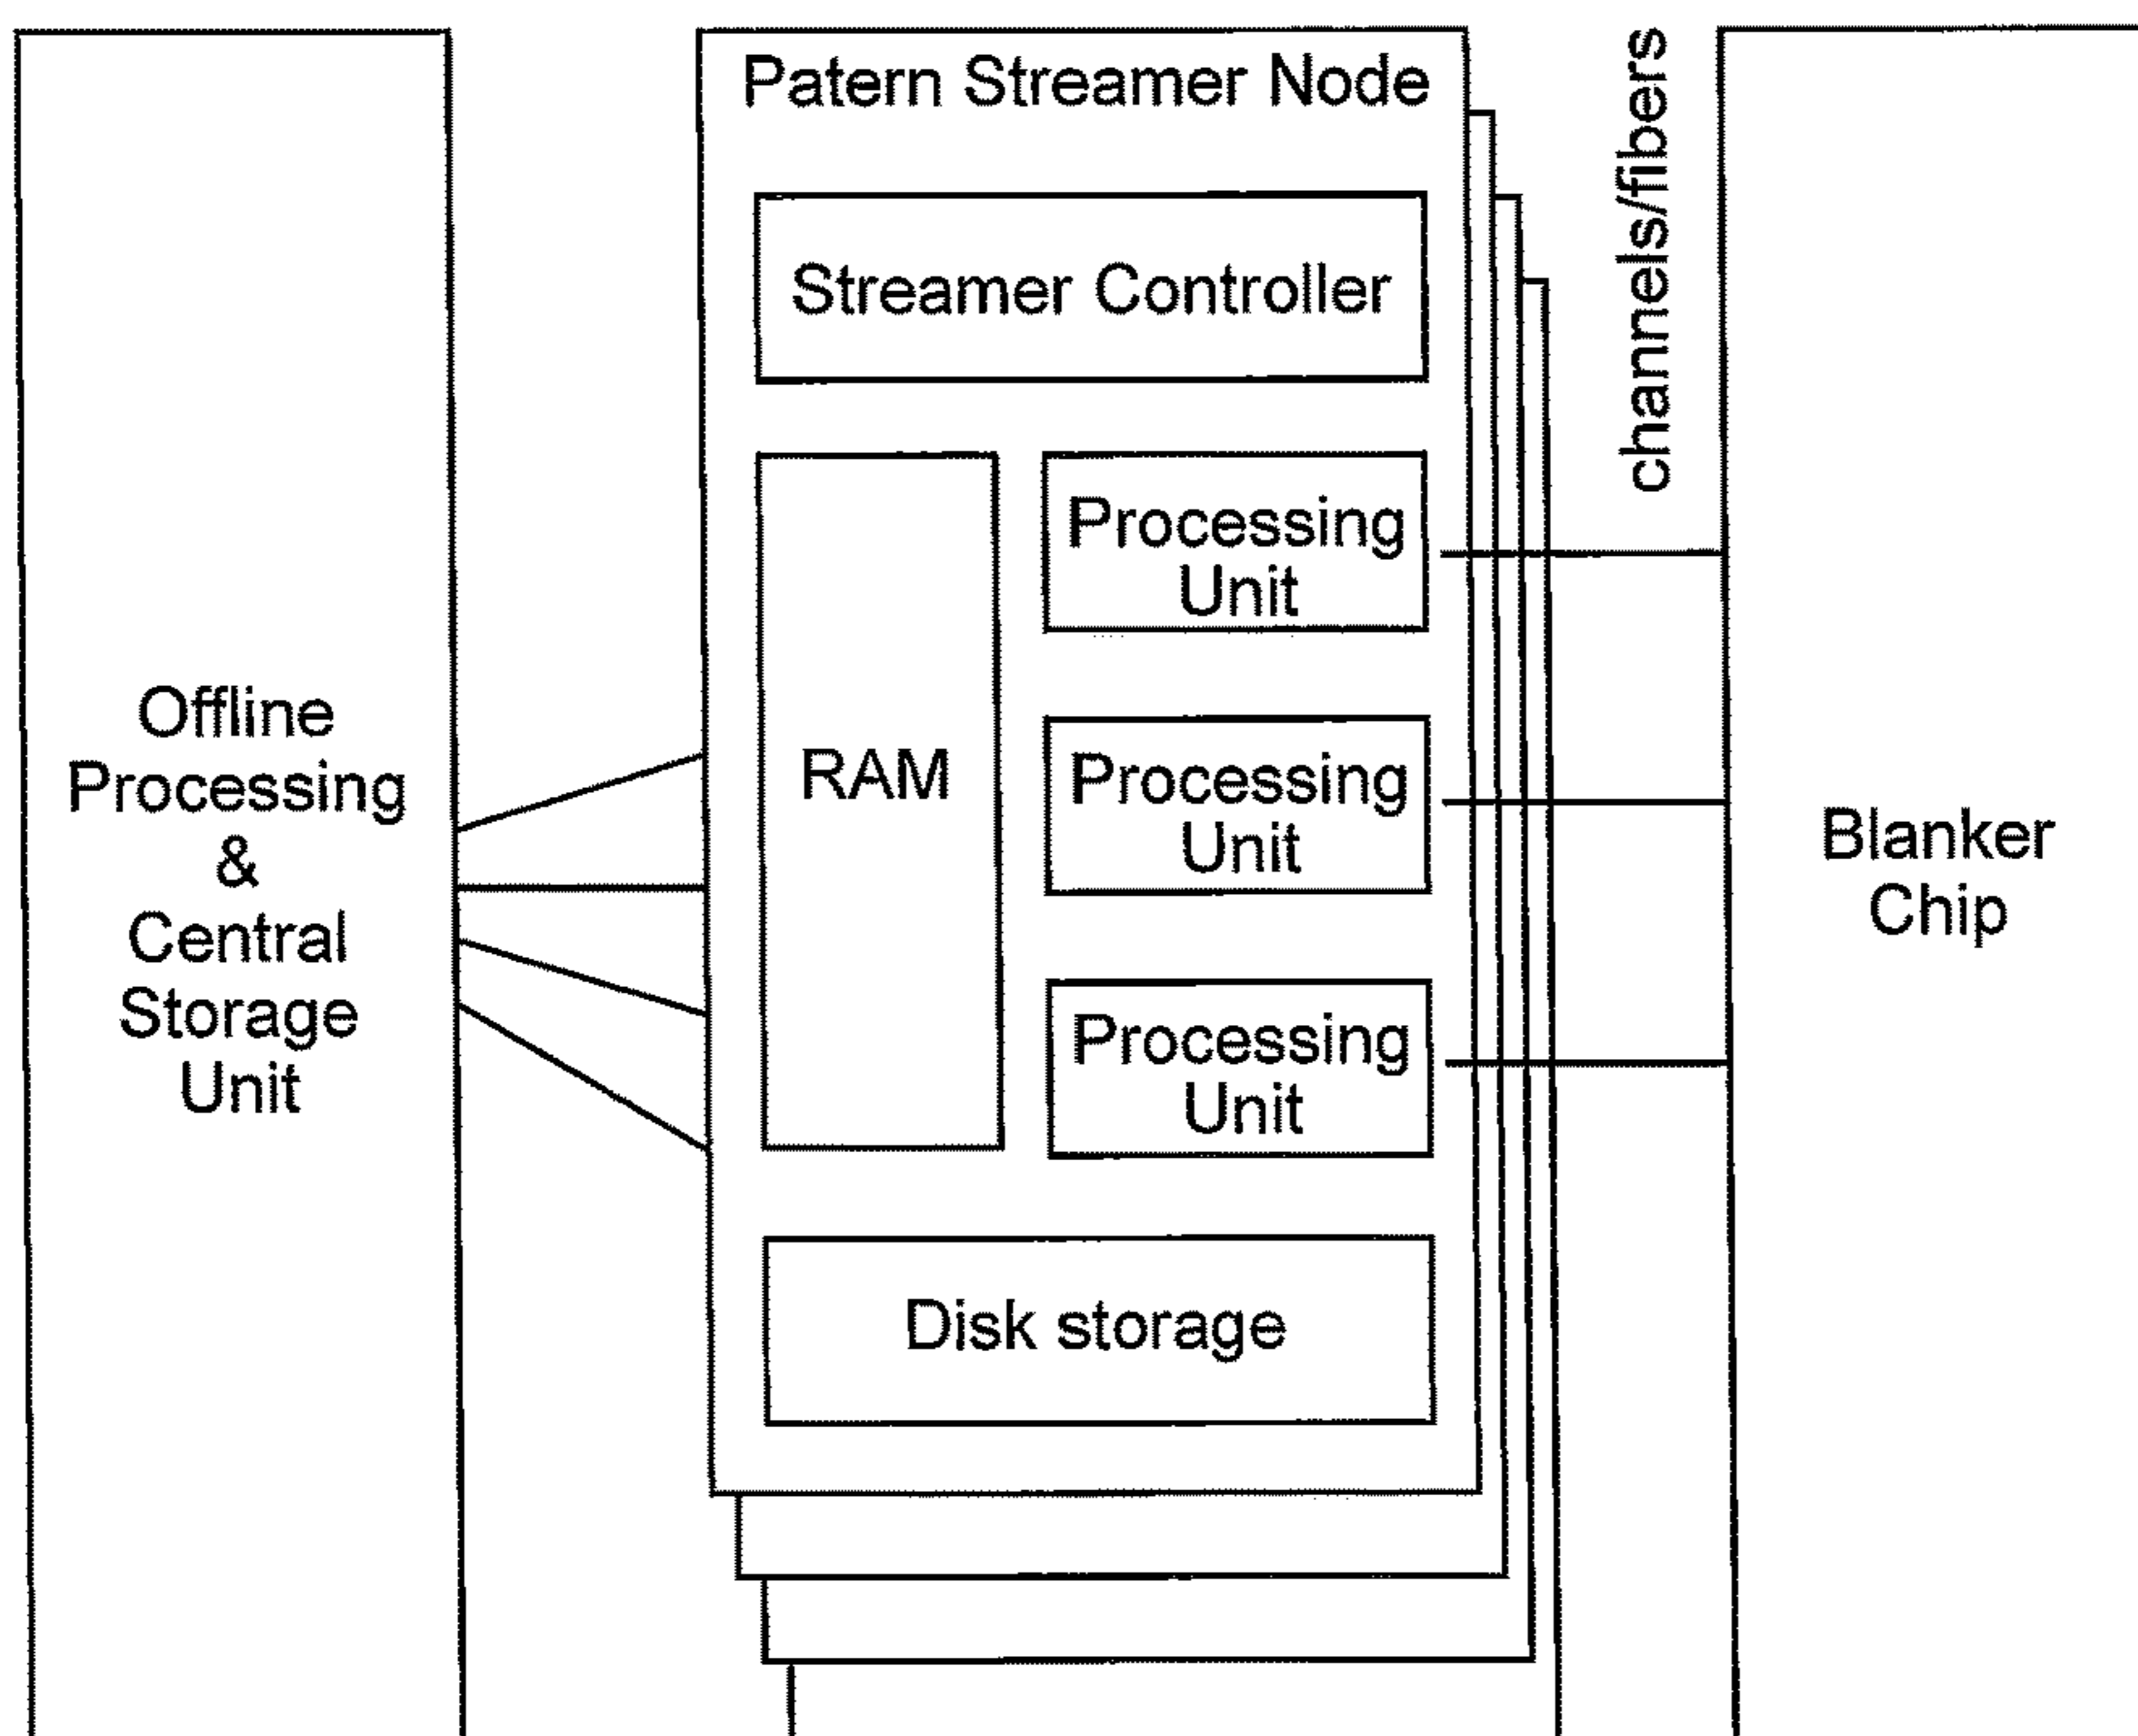 Offline
Processing
&
Central
Storage
Unit
Patern Streamer Node
Streamer Controller
RAM
Processing
Unit
Processing
Unit
Processing
Unit
Disk storage
channels/fibers
Blanker
Chip